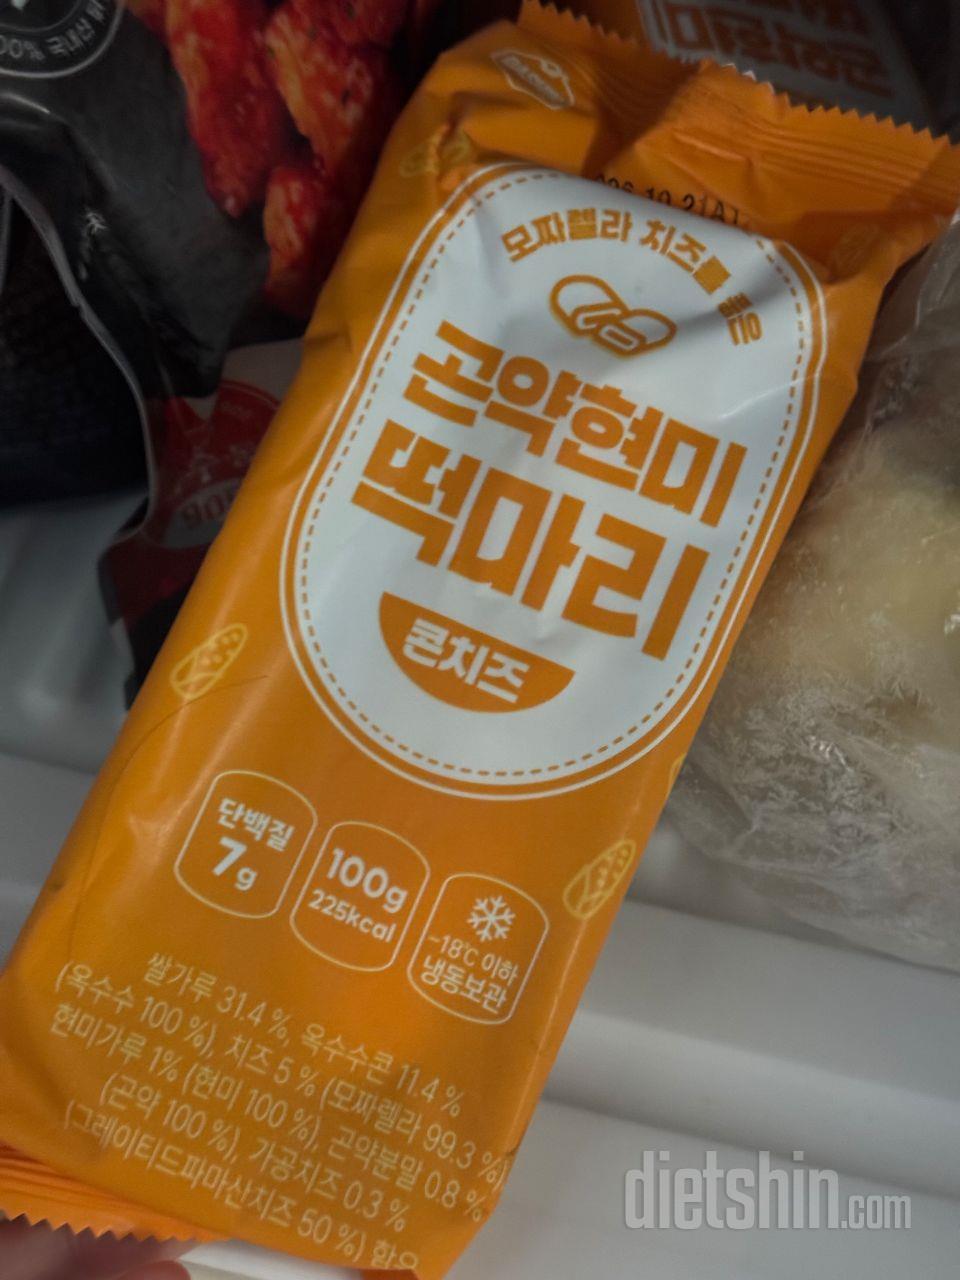 모짜렐라 치즈를 품은
곤약현미
떡마리
콘치즈
단백질
7g
100g
225kcal
-18℃ 이하
냉동보관
쌀가루 31.4 %, 옥수수콘 11.4 %
(옥수수 100 %), 치즈 5 % (모짜렐라 99.3 %)
현미가루 1% (현미 100 %), 곤약분말 0.8 %
(곤약 100 %), 가공치즈 0.3 %
(그레이티드파마산치즈 50 %) 함유
dietshin.com